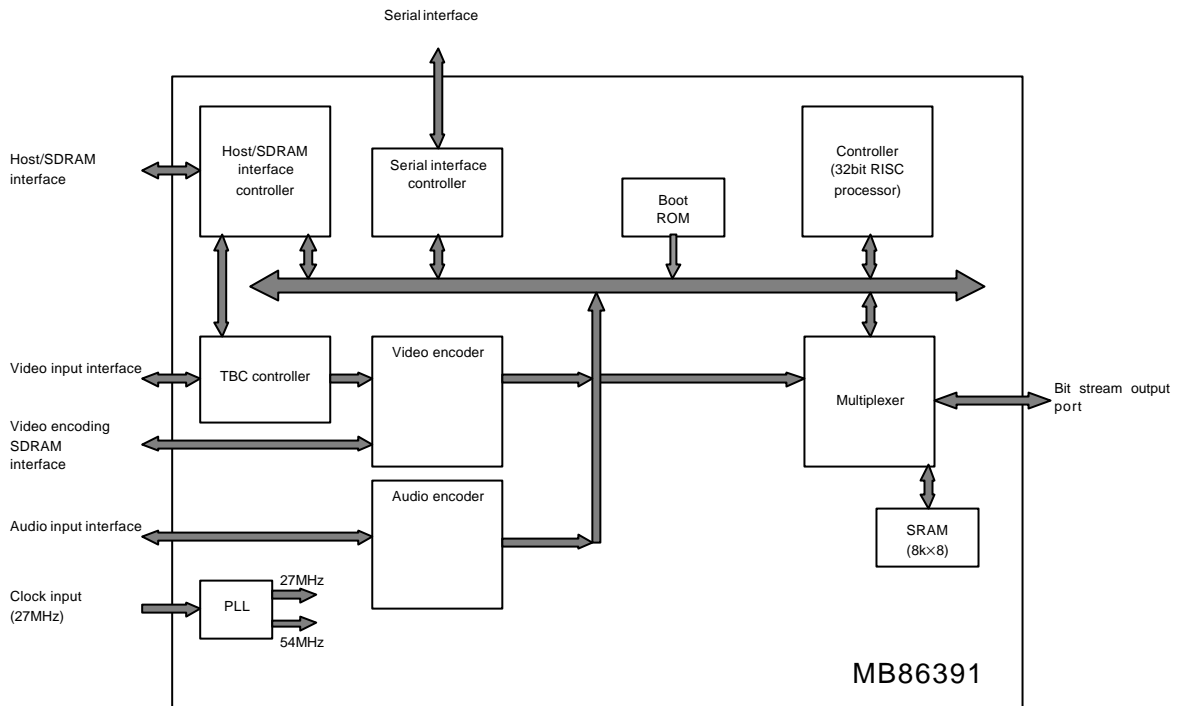 Serial interface
Host/SDRAM
interface
Host/SDRAM
interface
controller
Serial interface
controller
Boot
ROM
Controller
(32bit RISC
processor)
Video input interface
TBC controller
Video encoder
Multiplexer
Bit stream output
port
Video encoding
SDRAM
interface
Audio encoder
Audio input interface
SRAM
(8k×8)
Clock input
(27MHz)
PLL
27MHz
54MHz
MB86391